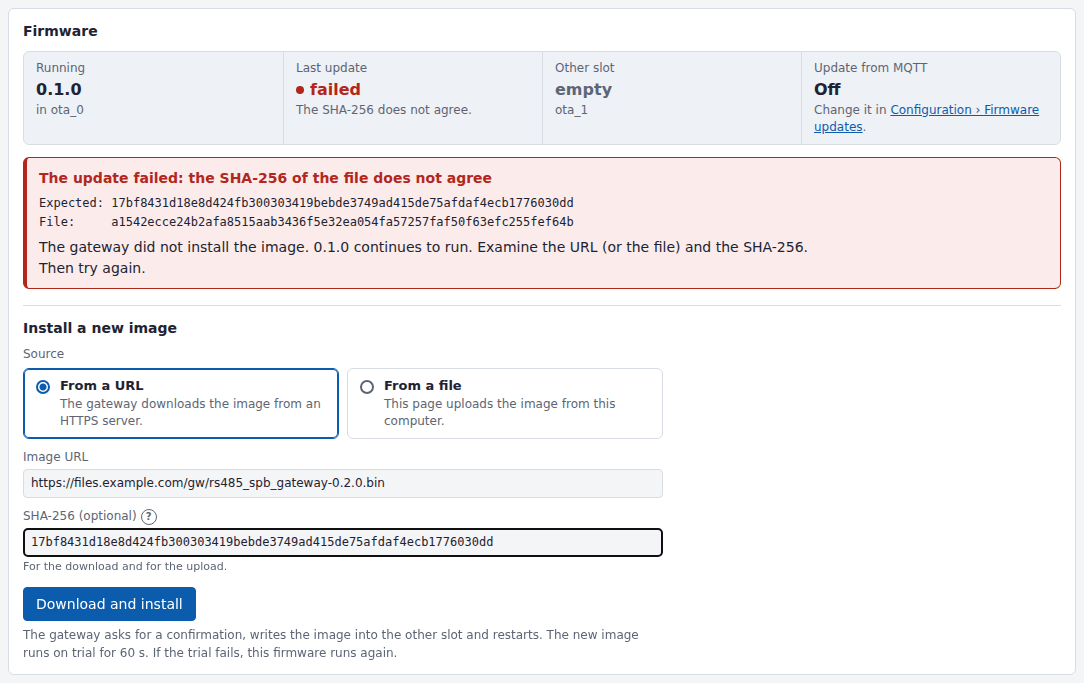 Firmware
Running
0.1.0
in ota_0
Last update
failed
The SHA-256 does not agree.
Other slot
empty
ota_1
Update from MQTT
Off
Change it in Configuration › Firmware
updates.
The update failed: the SHA-256 of the file does not agree
Expected: 17bf8431d18e8d424fb300303419bebde3749ad415de75afdaf4ecb1776030dd
File: a1542ecce24b2afa8515aab3436f5e32ea054fa57257faf50f63efc255fef64b
The gateway did not install the image. 0.1.0 continues to run. Examine the URL (or the file) and the SHA-256.
Then try again.
Install a new image
Source
From a URL
The gateway downloads the image from an
HTTPS server.
From a file
This page uploads the image from this
computer.
Image URL
https://files.example.com/gw/rs485_spb_gateway-0.2.0.bin
SHA-256 (optional) ?
17bf8431d18e8d424fb300303419bebde3749ad415de75afdaf4ecb1776030dd
For the download and for the upload.
Download and install
The gateway asks for a confirmation, writes the image into the other slot and restarts. The new image
runs on trial for 60 s. If the trial fails, this firmware runs again.